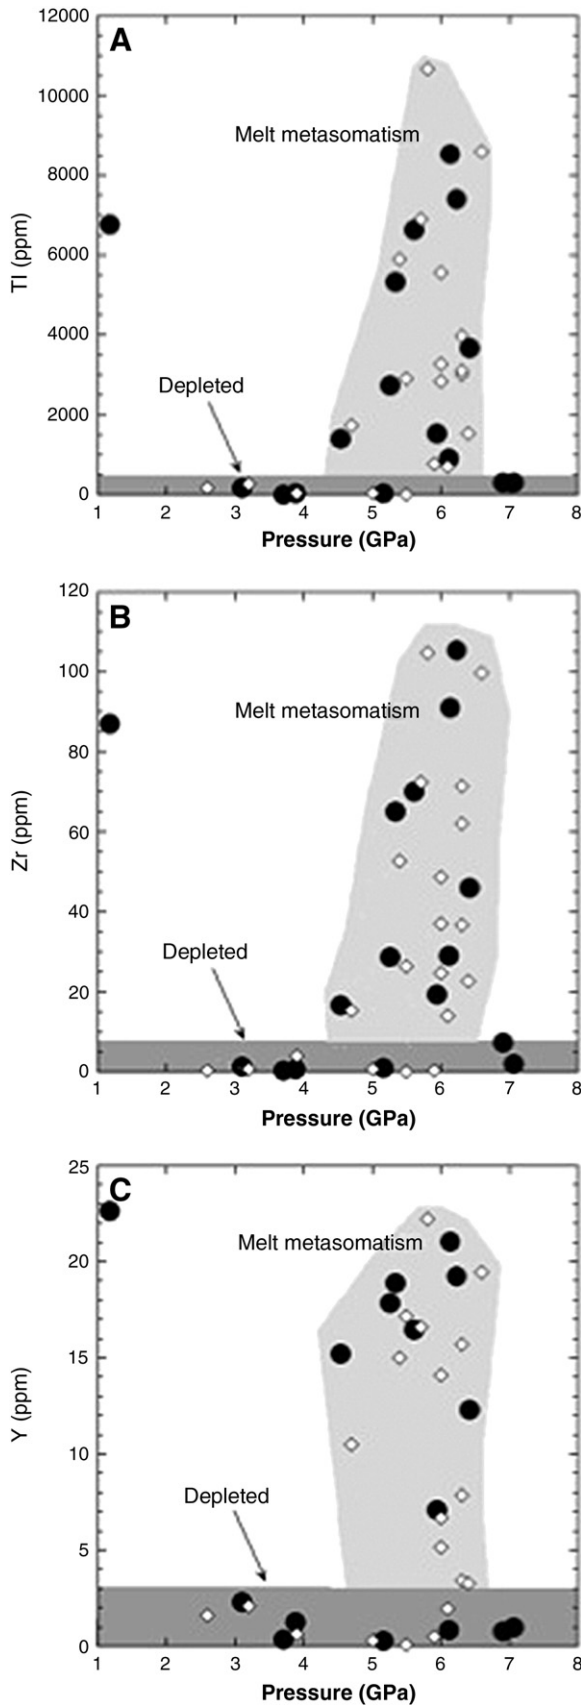 A
12000
10000
8000
6000
4000
2000
0
TI (ppm)
Melt metasomatism
Depleted
1 2 3 4 5 6 7 8
Pressure (GPa)
B
120
100
80
60
40
20
0
Zr (ppm)
Melt metasomatism
Depleted
1 2 3 4 5 6 7 8
Pressure (GPa)
C
25
20
15
10
5
0
Y (ppm)
Melt metasomatism
Depleted
1 2 3 4 5 6 7 8
Pressure (GPa)